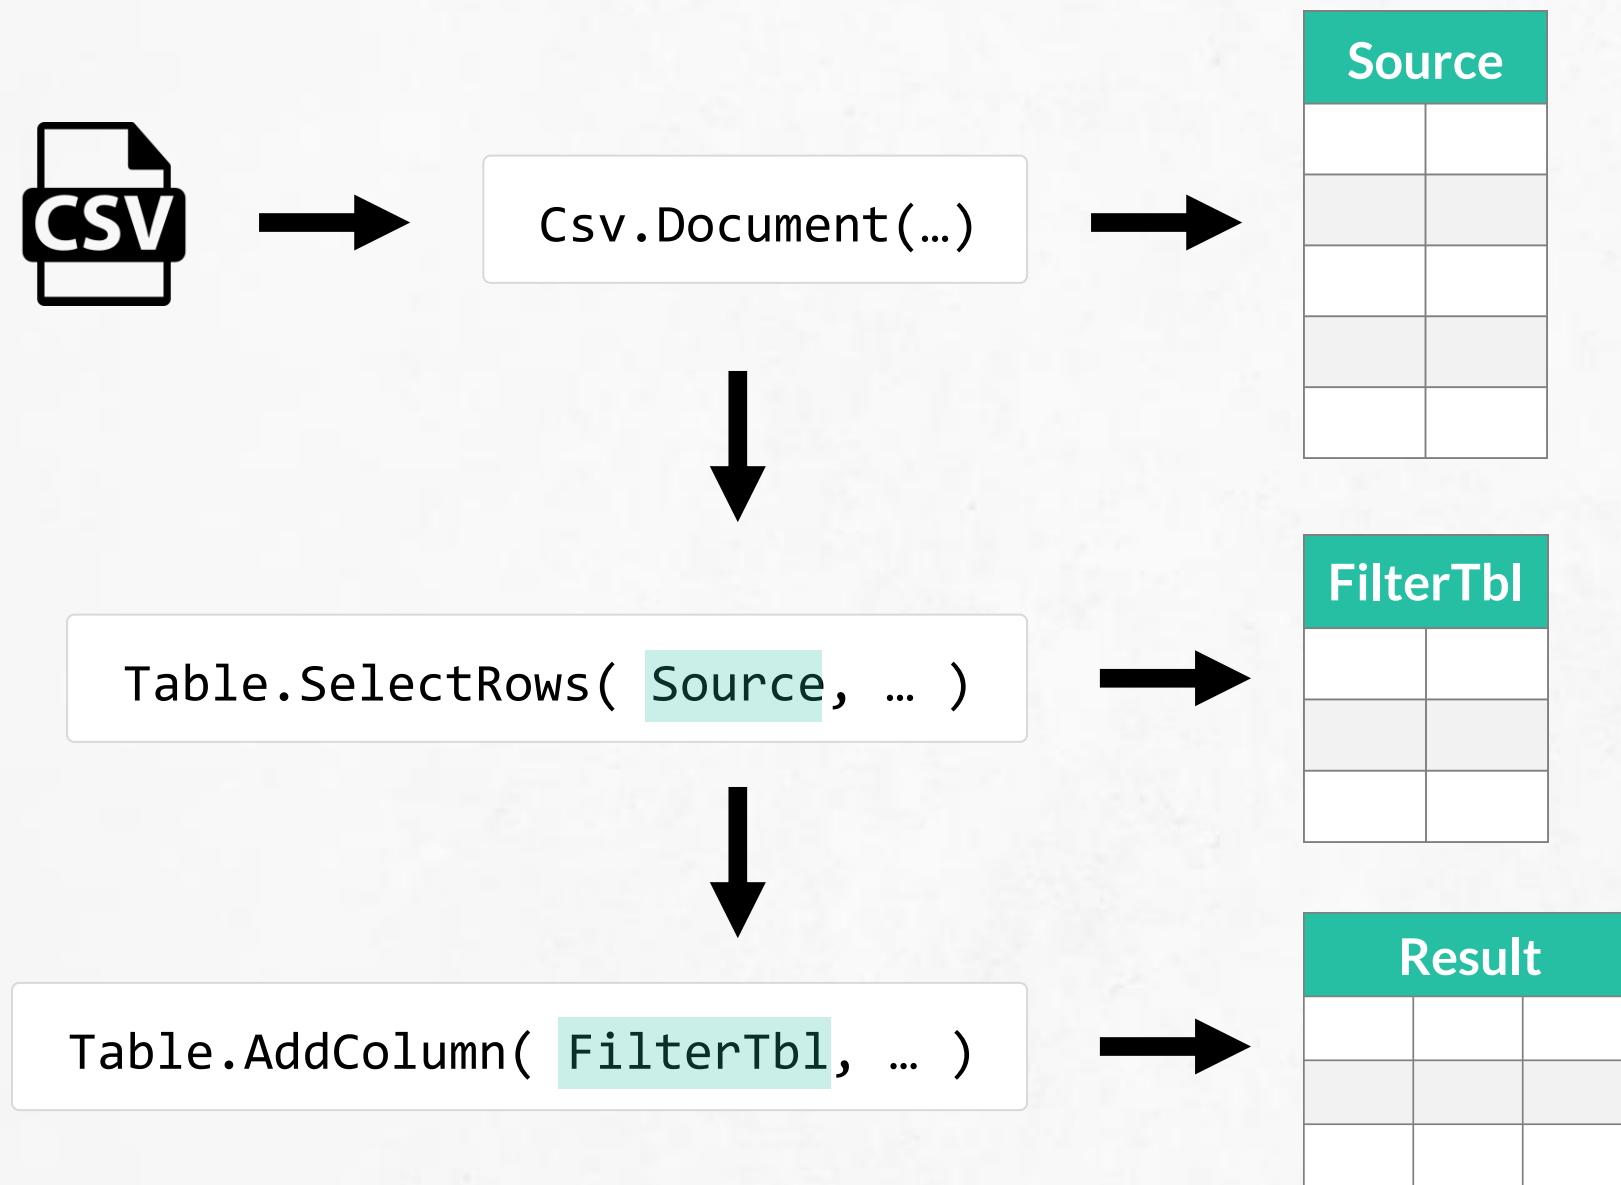 Source
CSV
Csv.Document(…)
FilterTbl
Table.SelectRows( Source, … )
Result
Table.AddColumn( FilterTbl, … )